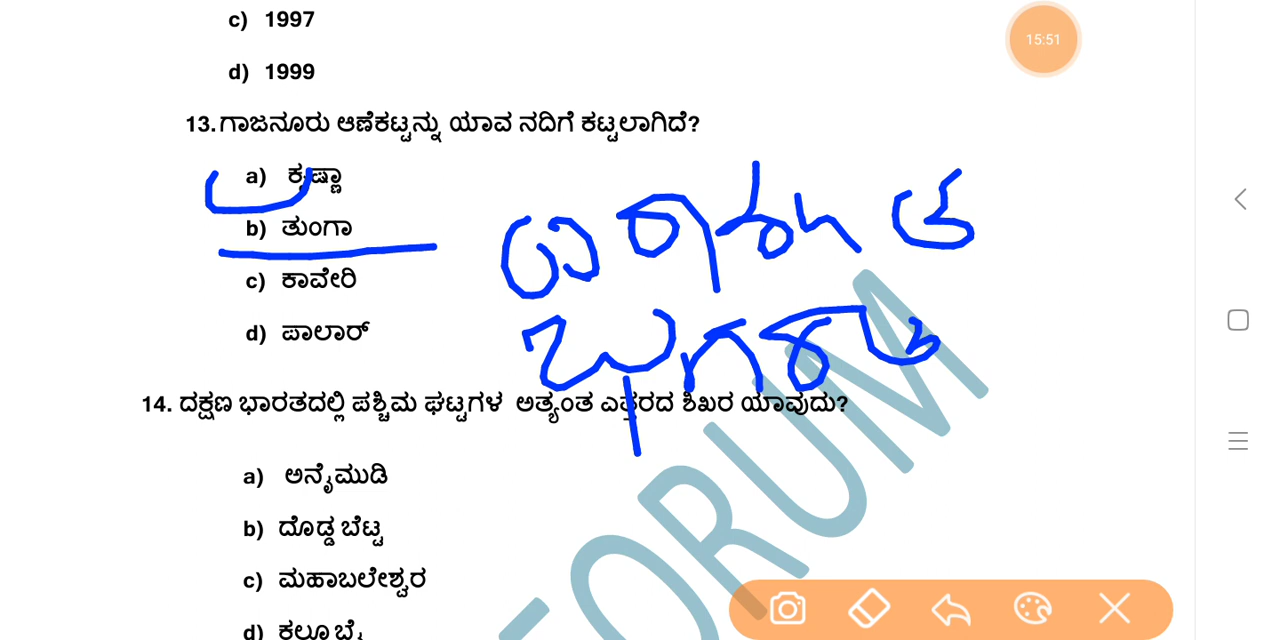 c) 1997
15:51
d) 1999
13.ಗಾಜನೂರು ಆಣೆಕಟ್ಟನ್ನು ಯಾವ ನದಿಗೆ ಕಟ್ಟಲಾಗಿದೆ?
a) ಕೃಷ್ಣಾ
b) ತುಂಗಾ
c) ಕಾವೇರಿ
d) ಪಾಲಾರ್
14. ದಕ್ಷಣ ಭಾರತದಲ್ಲಿ ಪಶ್ಚಿಮ ಘಟ್ಟಗಳ ಅತ್ಯಂತ ಎತ್ತರದ ಶಿಖರ ಯಾವುದು?
a) ಅನೈಮುಡಿ
b) ದೊಡ್ಡ ಬೆಟ್ಟ
c) ಮಹಾಬಲೇಶ್ವರ
d)
FORUM